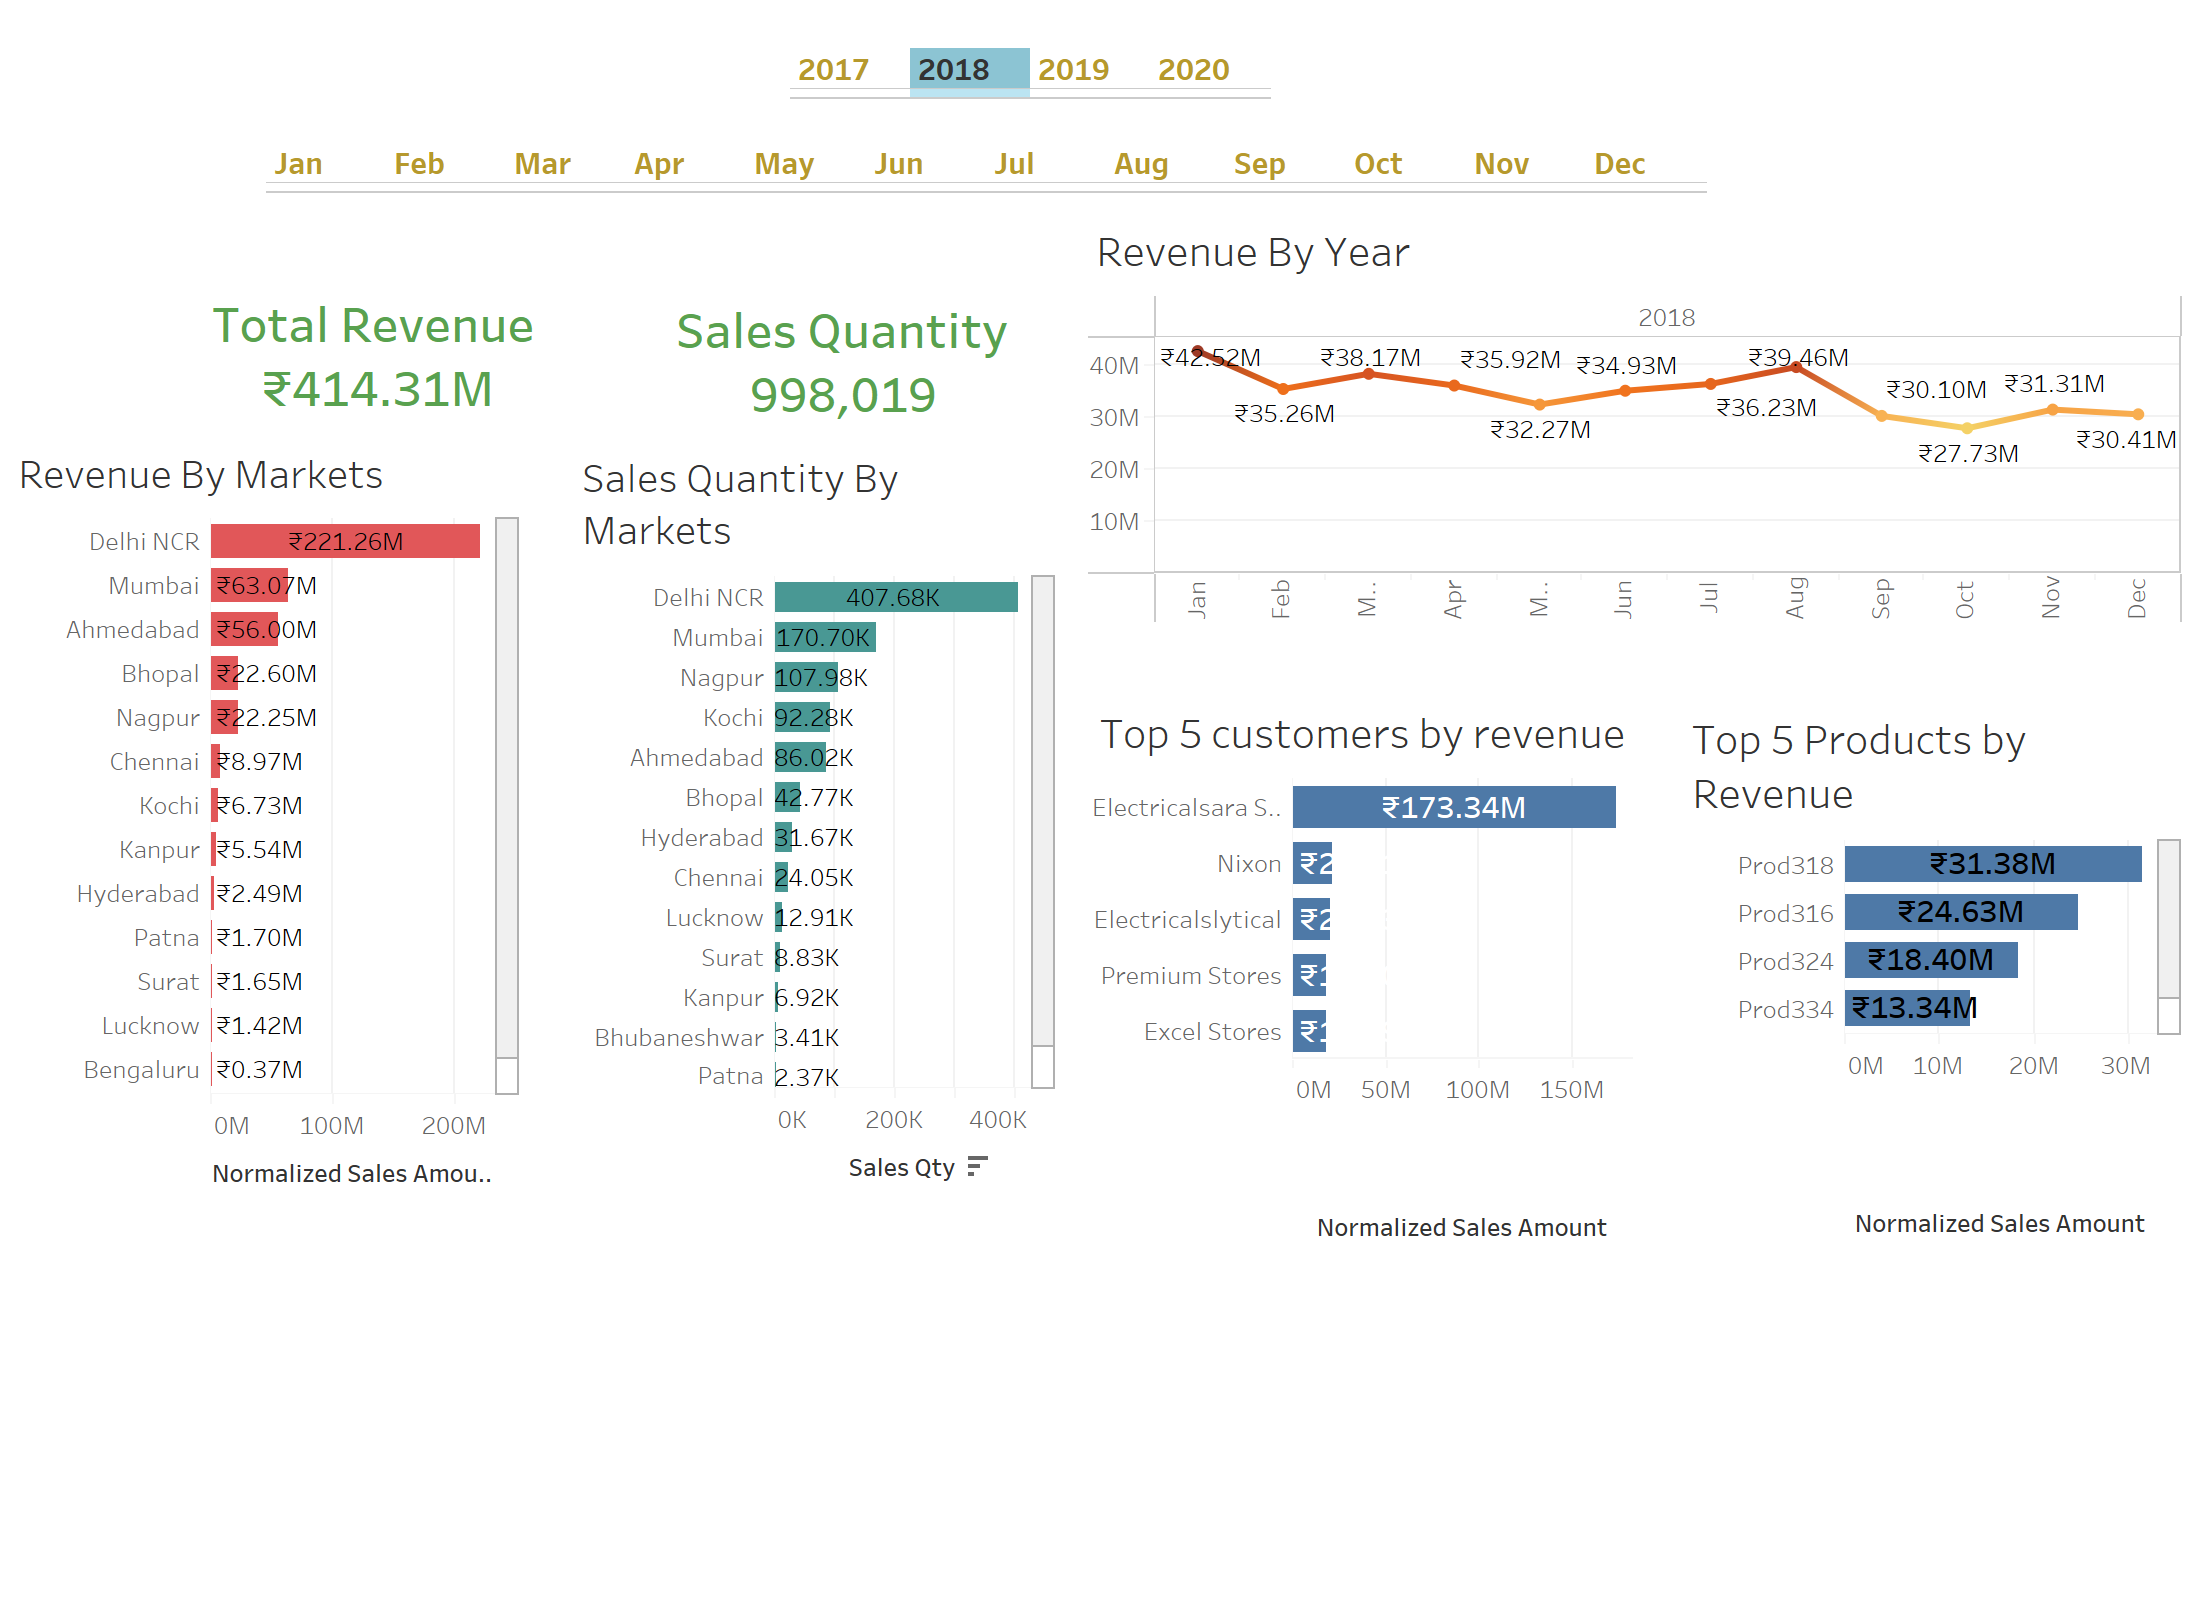 2017 2018 2019 2020
Jan Feb Mar Apr May Jun Jul Aug Sep Oct Nov Dec
Total Revenue
₹414.31M
Sales Quantity
998,019
Revenue By Year
2018
40M
30M
20M
10M
₹42.52M
₹35.26M
₹38.17M
₹35.92M
₹32.27M
₹34.93M
₹36.23M
₹39.46M
₹30.10M
₹27.73M
₹31.31M
₹30.41M
Jan
Feb
M..
Apr
M..
Jun
Jul
Aug
Sep
Oct
Nov
Dec
Revenue By Markets
Delhi NCR ₹221.26M
Mumbai ₹63.07M
Ahmedabad ₹56.00M
Bhopal ₹22.60M
Nagpur ₹22.25M
Chennai ₹8.97M
Kochi ₹6.73M
Kanpur ₹5.54M
Hyderabad ₹2.49M
Patna ₹1.70M
Surat ₹1.65M
Lucknow ₹1.42M
Bengaluru ₹0.37M
0M 100M 200M
Normalized Sales Amou..
Sales Quantity By
Markets
Delhi NCR 407.68K
Mumbai 170.70K
Nagpur 107.98K
Kochi 92.28K
Ahmedabad 86.02K
Bhopal 42.77K
Hyderabad 31.67K
Chennai 24.05K
Lucknow 12.91K
Surat 8.83K
Kanpur 6.92K
Bhubaneshwar 3.41K
Patna 2.37K
0K 200K 400K
Sales Qty
Top 5 customers by revenue
Electricalsara S.. ₹173.34M
Nixon ₹2
Electricalslytical ₹2
Premium Stores ₹1
Excel Stores ₹1
0M 50M 100M 150M
Normalized Sales Amount
Top 5 Products by
Revenue
Prod318 ₹31.38M
Prod316 ₹24.63M
Prod324 ₹18.40M
Prod334 ₹13.34M
0M 10M 20M 30M
Normalized Sales Amount